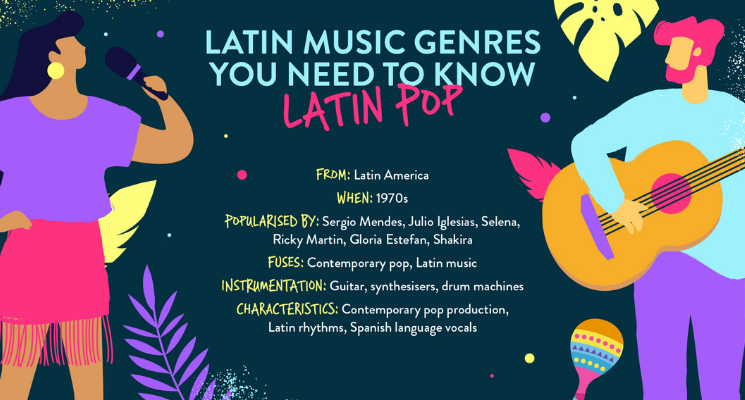 LATIN MUSIC GENRES
YOU NEED TO KNOW
LATIN POP
FROM: Latin America
WHEN: 1970s
POPULARISED BY: Sergio Mendes, Julio Iglesias, Selena,
Ricky Martin, Gloria Estefan, Shakira
FUSES: Contemporary pop, Latin music
INSTRUMENTATION: Guitar, synthesisers, drum machines
CHARACTERISTICS: Contemporary pop production,
Latin rhythms, Spanish language vocals